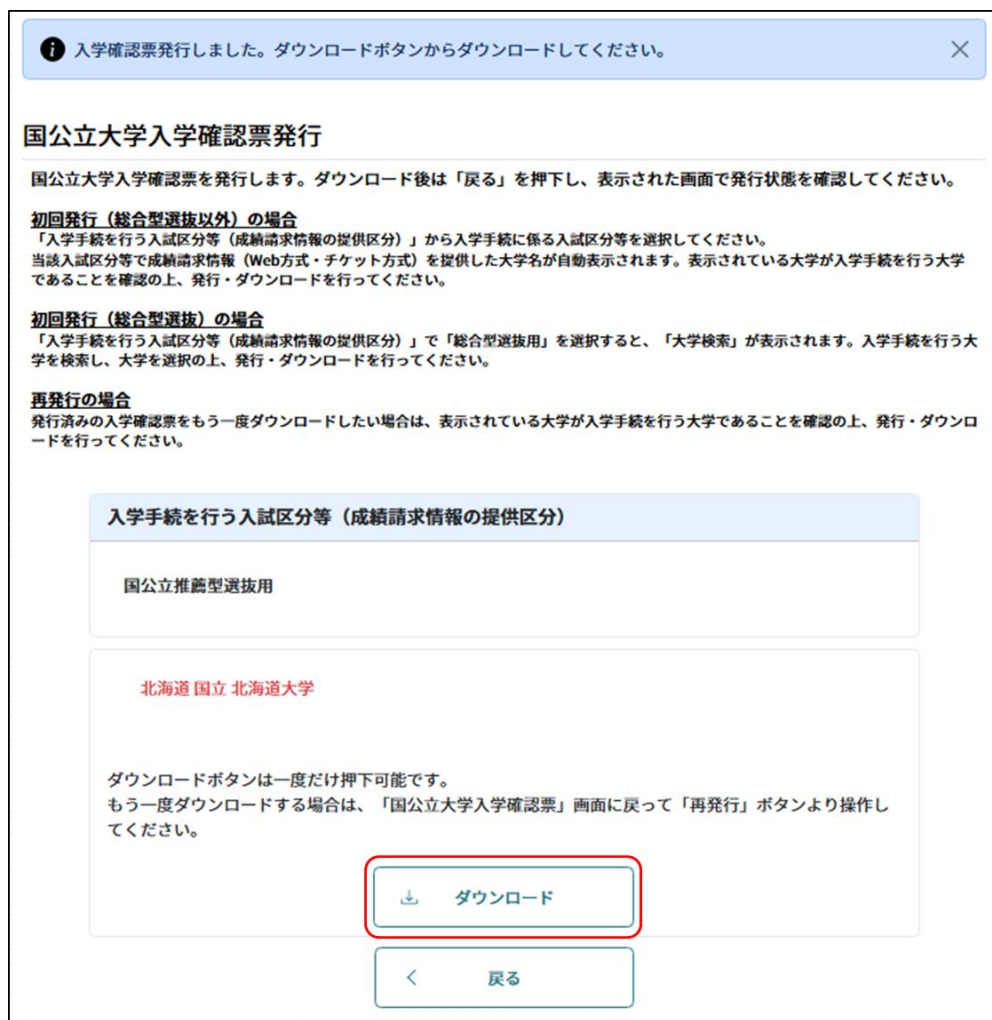 入学確認票発行しました。ダウンロードボタンからダウンロードしてください。
国公立大学入学確認票発行
国公立大学入学確認票を発行します。ダウンロード後は「戻る」を押下し、表示された画面で発行状態を確認してください。
初回発行（総合型選抜以外）の場合
「入学手続を行う入試区分等（成績請求情報の提供区分）」から入学手続に係る入試区分等を選択してください。
当該入試区分等で成績請求情報（Web方式・チケット方式）を提供した大学名が自動表示されます。表示されている大学が入学手続を行う大学
であることを確認の上、発行・ダウンロードを行ってください。
初回発行（総合型選抜）の場合
「入学手続を行う入試区分等（成績請求情報の提供区分）」で「総合型選抜用」を選択すると、「大学検索」が表示されます。入学手続を行う大
学を検索し、大学を選択の上、発行・ダウンロードを行ってください。
再発行の場合
発行済みの入学確認票をもう一度ダウンロードしたい場合は、表示されている大学が入学手続を行う大学であることを確認の上、発行・ダウンロ
ードを行ってください。
入学手続を行う入試区分等（成績請求情報の提供区分）
国公立推薦型選抜用
北海道 国立 北海道大学
ダウンロードボタンは一度だけ押下可能です。
もう一度ダウンロードする場合は、「国公立大学入学確認票」画面に戻って「再発行」ボタンより操作し
てください。
ダウンロード
戻る